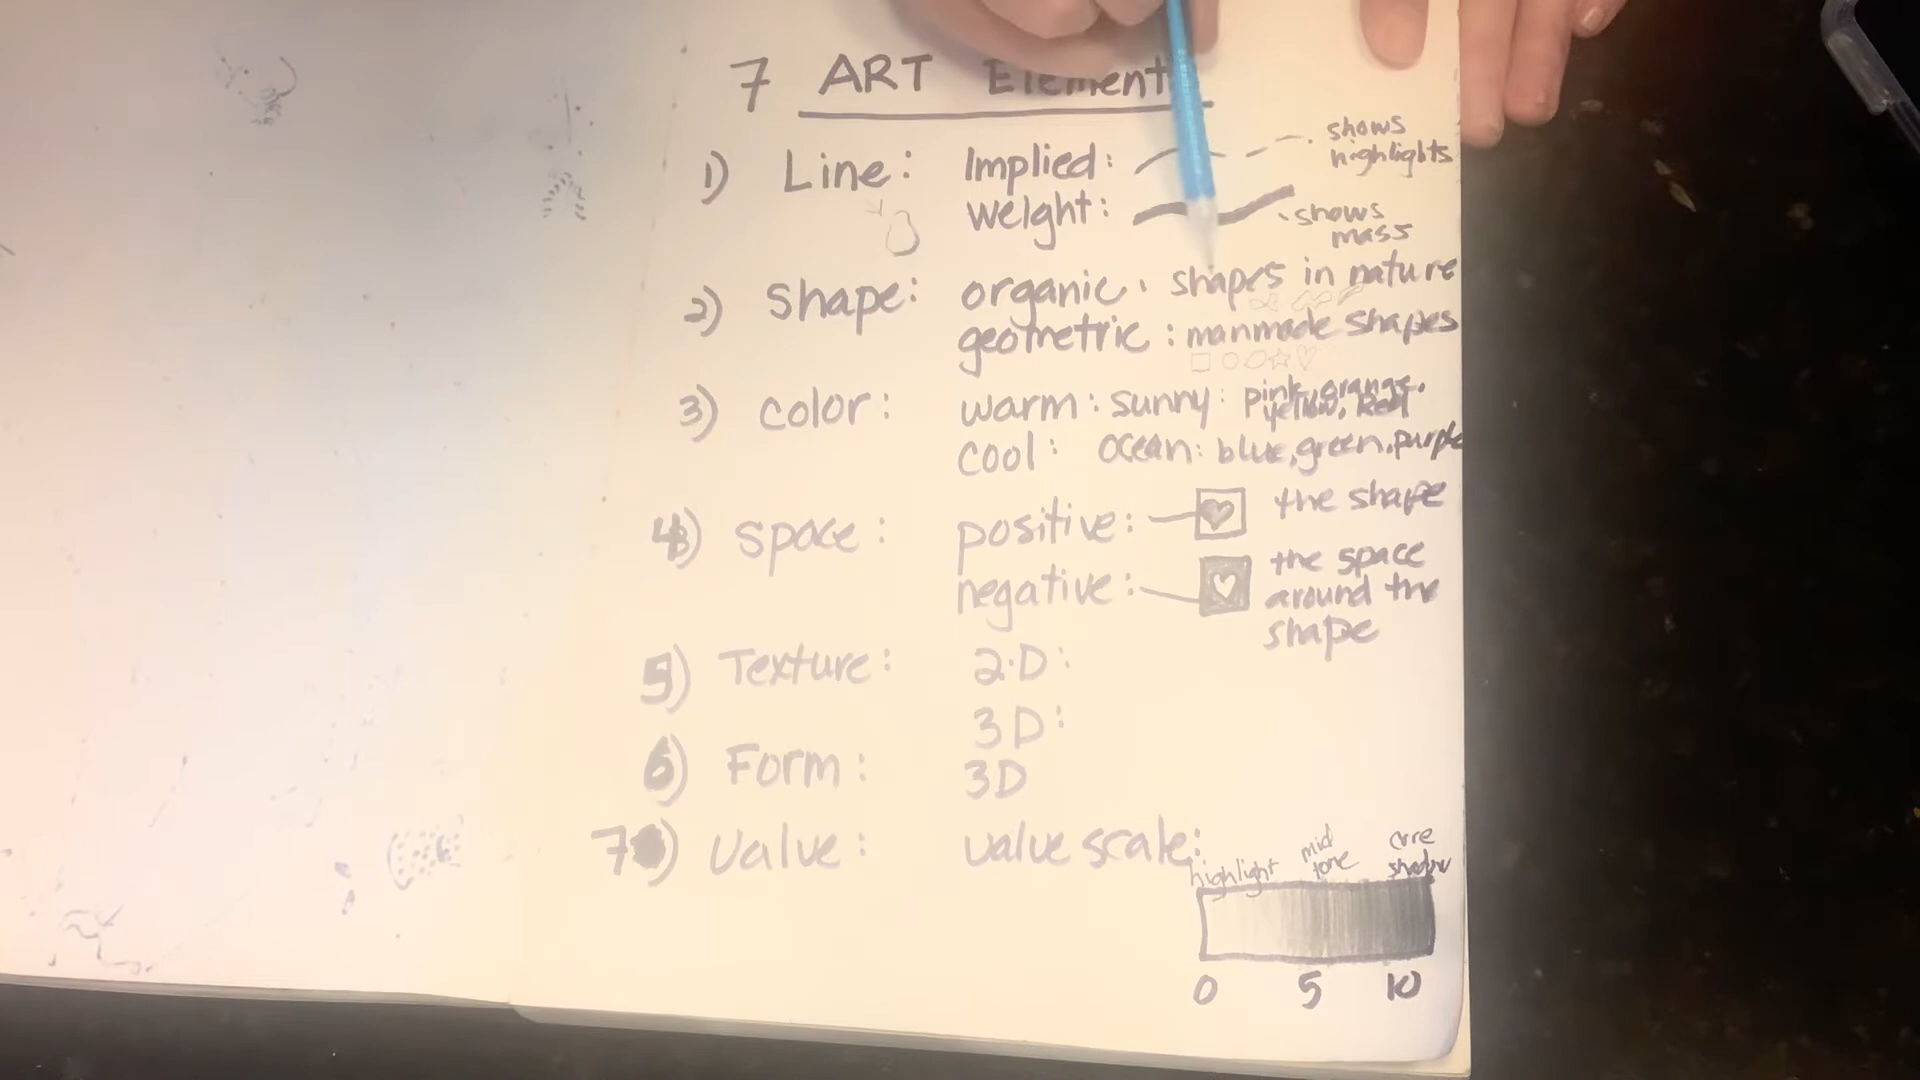 7 ART Element
1) Line: Implied: shows highlights
weight: shows mass
2) Shape: organic: shapes in nature
geometric: manmade shapes
3) color: warm: sunny: pink, orange, yellow, Red
cool: ocean: blue, green, purple
4) space: positive: the shape
negative: the space around the shape
5) Texture: 2-D:
3D:
6) Form: 3D
7) value: value scale:
highlight mid tone core shadow
0 5 10